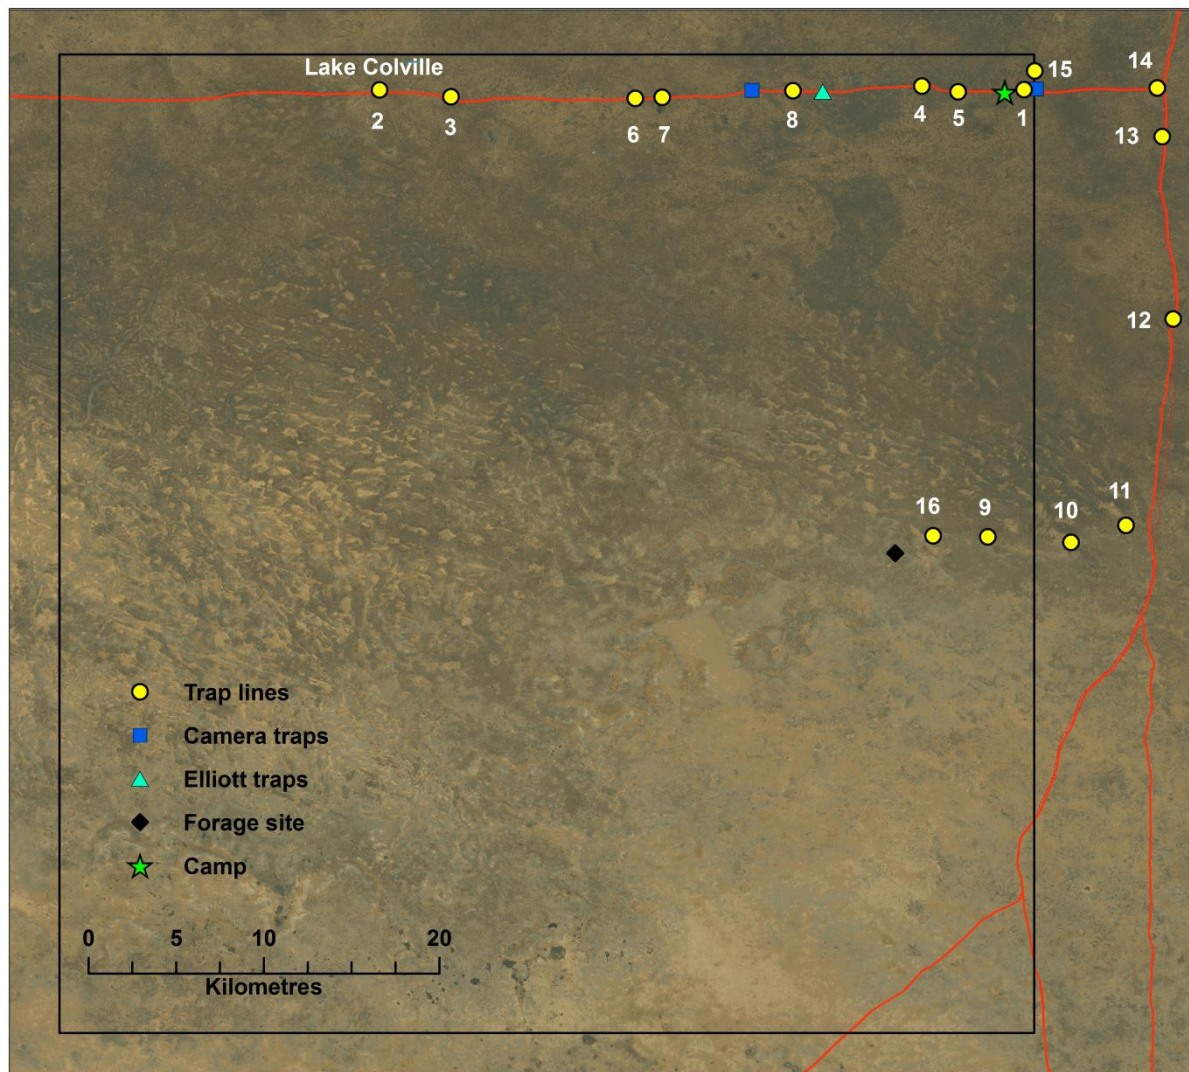 Lake Colville
15
14
2
3
6
7
8
4
5
1
13
12
11
16
9
10
Trap lines
Camera traps
Elliott traps
Forage site
Camp
0 5 10 20
Kilometres